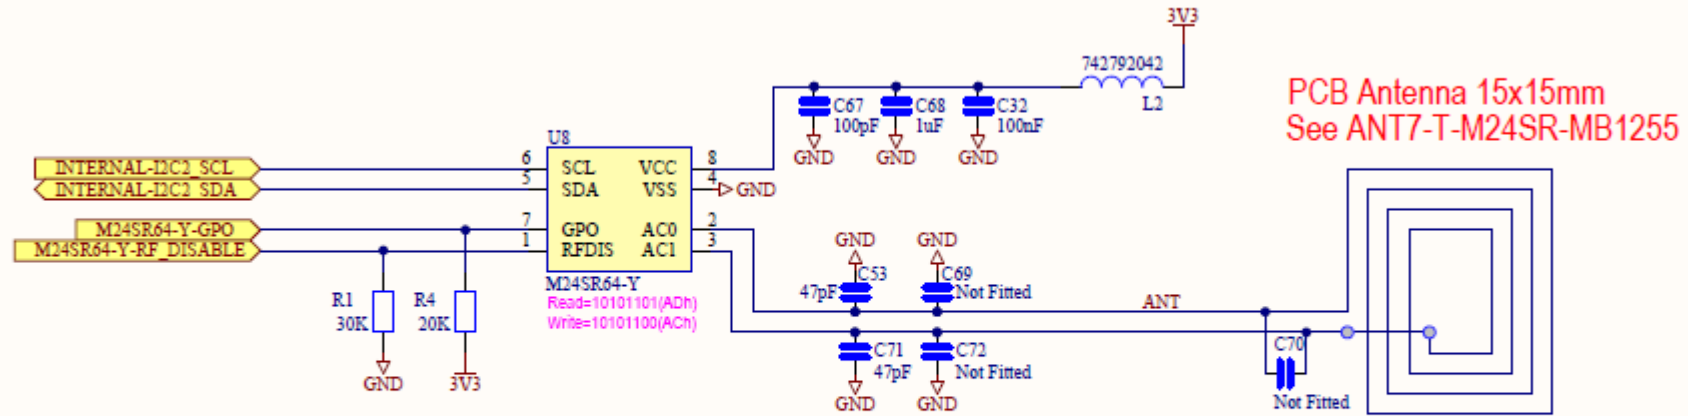 3V3
742792042
L2
PCB Antenna 15x15mm
See ANT7-T-M24SR-MB1255
C67
100pF
C68
1uF
C32
100nF
GND
GND
GND
U8
INTERNAL-I2C2_SCL
6
SCL
VCC
8
INTERNAL-I2C2_SDA
5
SDA
VSS
4
GND
M24SR64-Y-GPO
7
GPO
AC0
2
M24SR64-Y-RF_DISABLE
1
RFDIS
AC1
3
GND
GND
M24SR64-Y
Read=10101101(ADh)
Write=10101100(ACh)
C53
47pF
C69
Not Fitted
ANT
R1
30K
R4
20K
C71
47pF
C72
Not Fitted
C70
Not Fitted
GND
3V3
GND
GND